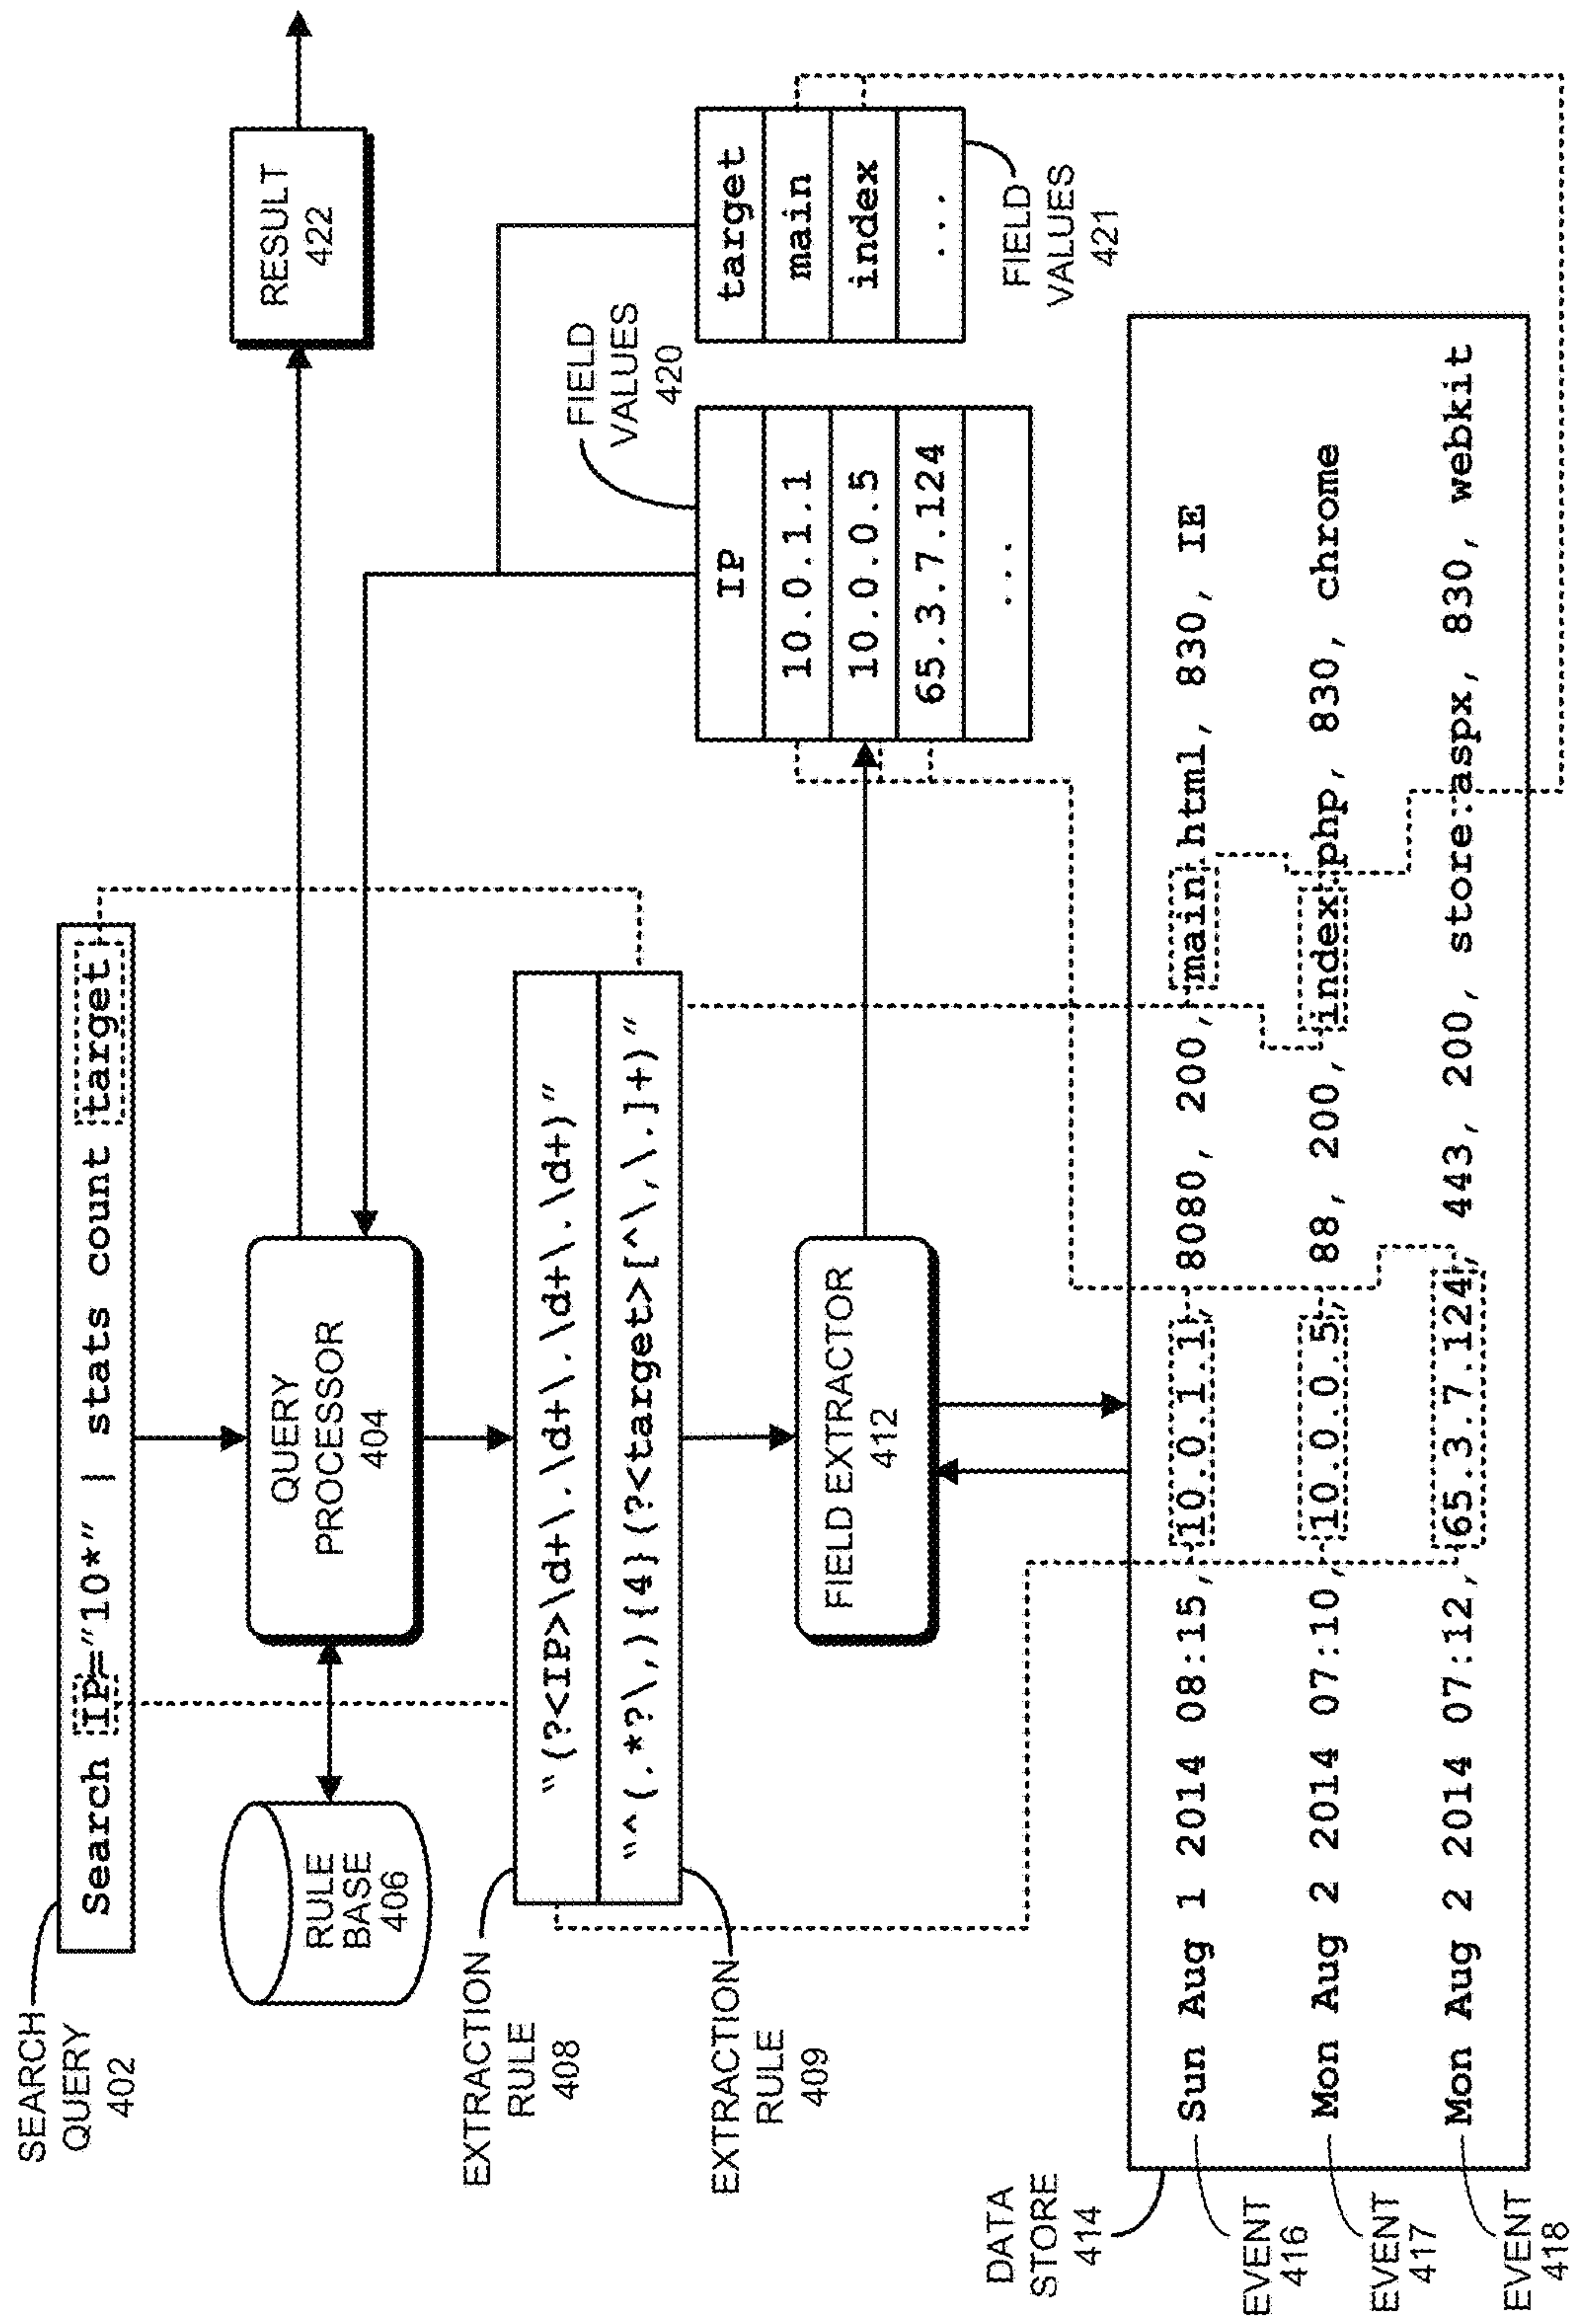 SEARCH
QUERY
402
Search IP="10*" | stats count target
RULE
BASE
406
QUERY
PROCESSOR
404
RESULT
422
EXTRACTION
RULE
408
"(?<IP>\d+\.\d+\.\d+\.\d+)"
"^(.*?\,){4}(?<target>[^\,\.]+)"
EXTRACTION
RULE
409
FIELD EXTRACTOR
412
FIELD
VALUES
420
IP
10.0.1.1
10.0.0.5
65.3.7.124
...
target
main
index
...
FIELD
VALUES
421
DATA
STORE
414
Sun Aug 1 2014 08:15, 10.0.1.1, 8080, 200, main.html, 830, IE
EVENT
416
Mon Aug 2 2014 07:10, 10.0.0.5, 88, 200, index.php, 830, chrome
EVENT
417
Mon Aug 2 2014 07:12, 65.3.7.124, 443, 200, store.aspx, 830, webkit
EVENT
418